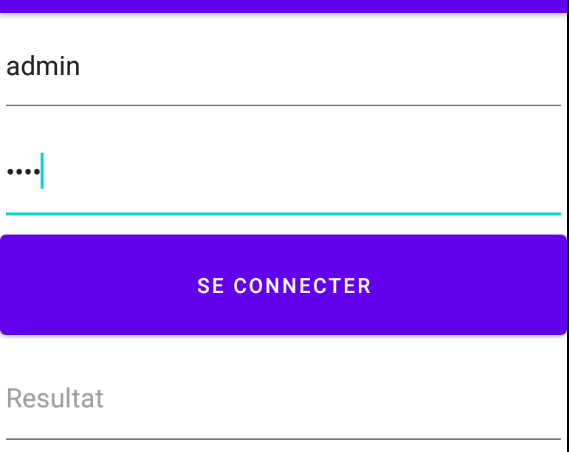 admin
••••
SE CONNECTER
Resultat